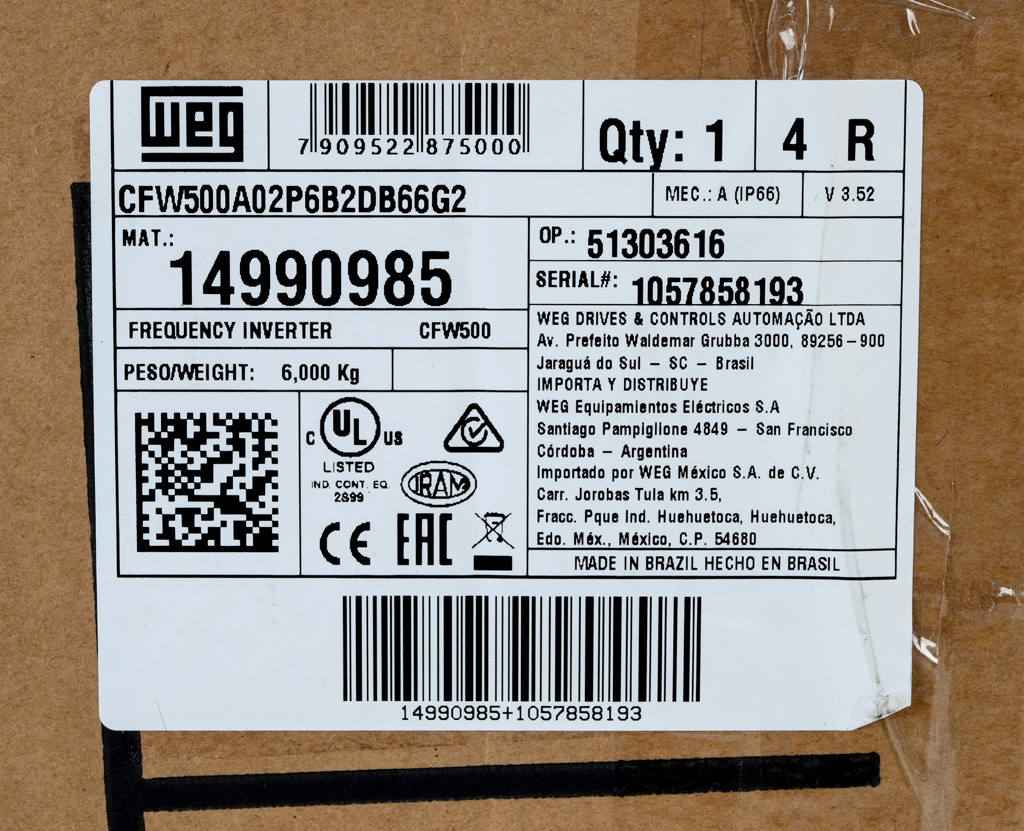 weg
7 909522 875000
Qty: 1
4 R
CFW500A02P6B2DB66G2
MEC.: A (IP66)
V 3.52
MAT.:
14990985
OP.: 51303616
SERIAL#: 1057858193
FREQUENCY INVERTER CFW500
PESO/WEIGHT: 6,000 Kg
WEG DRIVES & CONTROLS AUTOMAÇÃO LTDA
Av. Prefeito Waldemar Grubba 3000, 89256-900
Jaraguá do Sul - SC - Brasil
IMPORTA Y DISTRIBUYE
WEG Equipamientos Eléctricos S.A
Santiago Pampiglione 4849 - San Francisco
Córdoba - Argentina
Importado por WEG México S.A. de C.V.
Carr. Jorobas Tula km 3.5,
Fracc. Pque Ind. Huehuetoca, Huehuetoca,
Edo. Méx., México, C.P. 54680
MADE IN BRAZIL HECHO EN BRASIL
C UL US
LISTED
IND. CONT. EQ.
2899
IRAM
CE EAC
14990985+1057858193